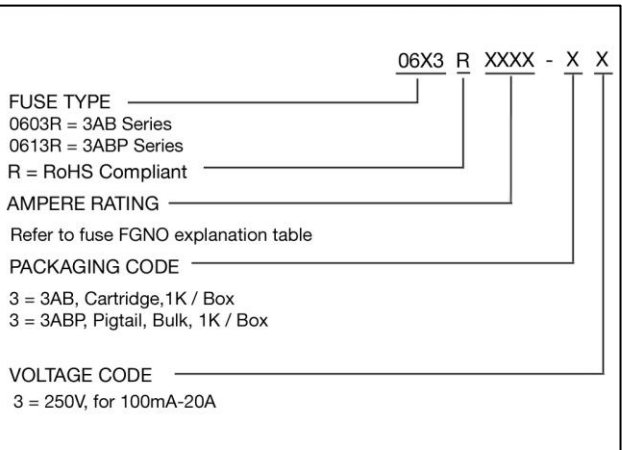 06X3 R XXXX - X X
FUSE TYPE
0603R = 3AB Series
0613R = 3ABP Series
R = RoHS Compliant
AMPERE RATING
Refer to fuse FGNO explanation table
PACKAGING CODE
3 = 3AB, Cartridge,1K / Box
3 = 3ABP, Pigtail, Bulk, 1K / Box
VOLTAGE CODE
3 = 250V, for 100mA-20A